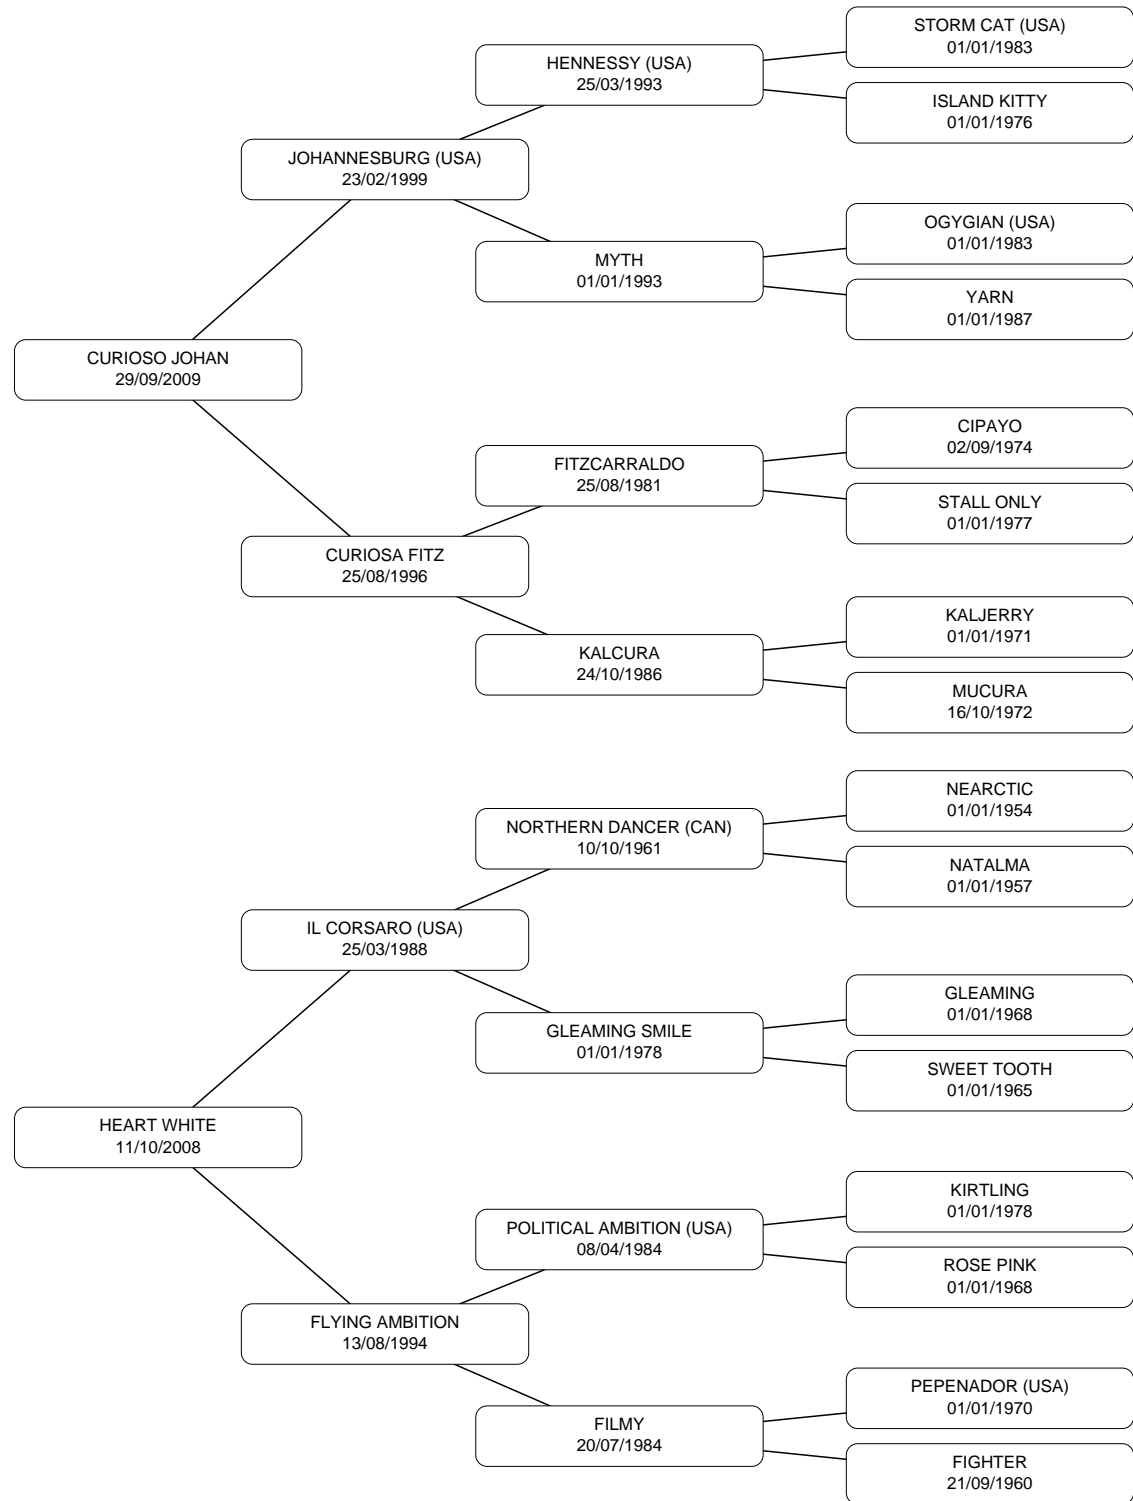 STORM CAT (USA)
01/01/1983
HENNESSY (USA)
25/03/1993
ISLAND KITTY
01/01/1976
JOHANNESBURG (USA)
23/02/1999
OGYGIAN (USA)
01/01/1983
MYTH
01/01/1993
YARN
01/01/1987
CURIOSO JOHAN
29/09/2009
CIPAYO
02/09/1974
FITZCARRALDO
25/08/1981
STALL ONLY
01/01/1977
CURIOSA FITZ
25/08/1996
KALJERRY
01/01/1971
KALCURA
24/10/1986
MUCURA
16/10/1972
NEARCTIC
01/01/1954
NORTHERN DANCER (CAN)
10/10/1961
NATALMA
01/01/1957
IL CORSARO (USA)
25/03/1988
GLEAMING
01/01/1968
GLEAMING SMILE
01/01/1978
SWEET TOOTH
01/01/1965
HEART WHITE
11/10/2008
KIRTLING
01/01/1978
POLITICAL AMBITION (USA)
08/04/1984
ROSE PINK
01/01/1968
FLYING AMBITION
13/08/1994
PEPENADOR (USA)
01/01/1970
FILMY
20/07/1984
FIGHTER
21/09/1960